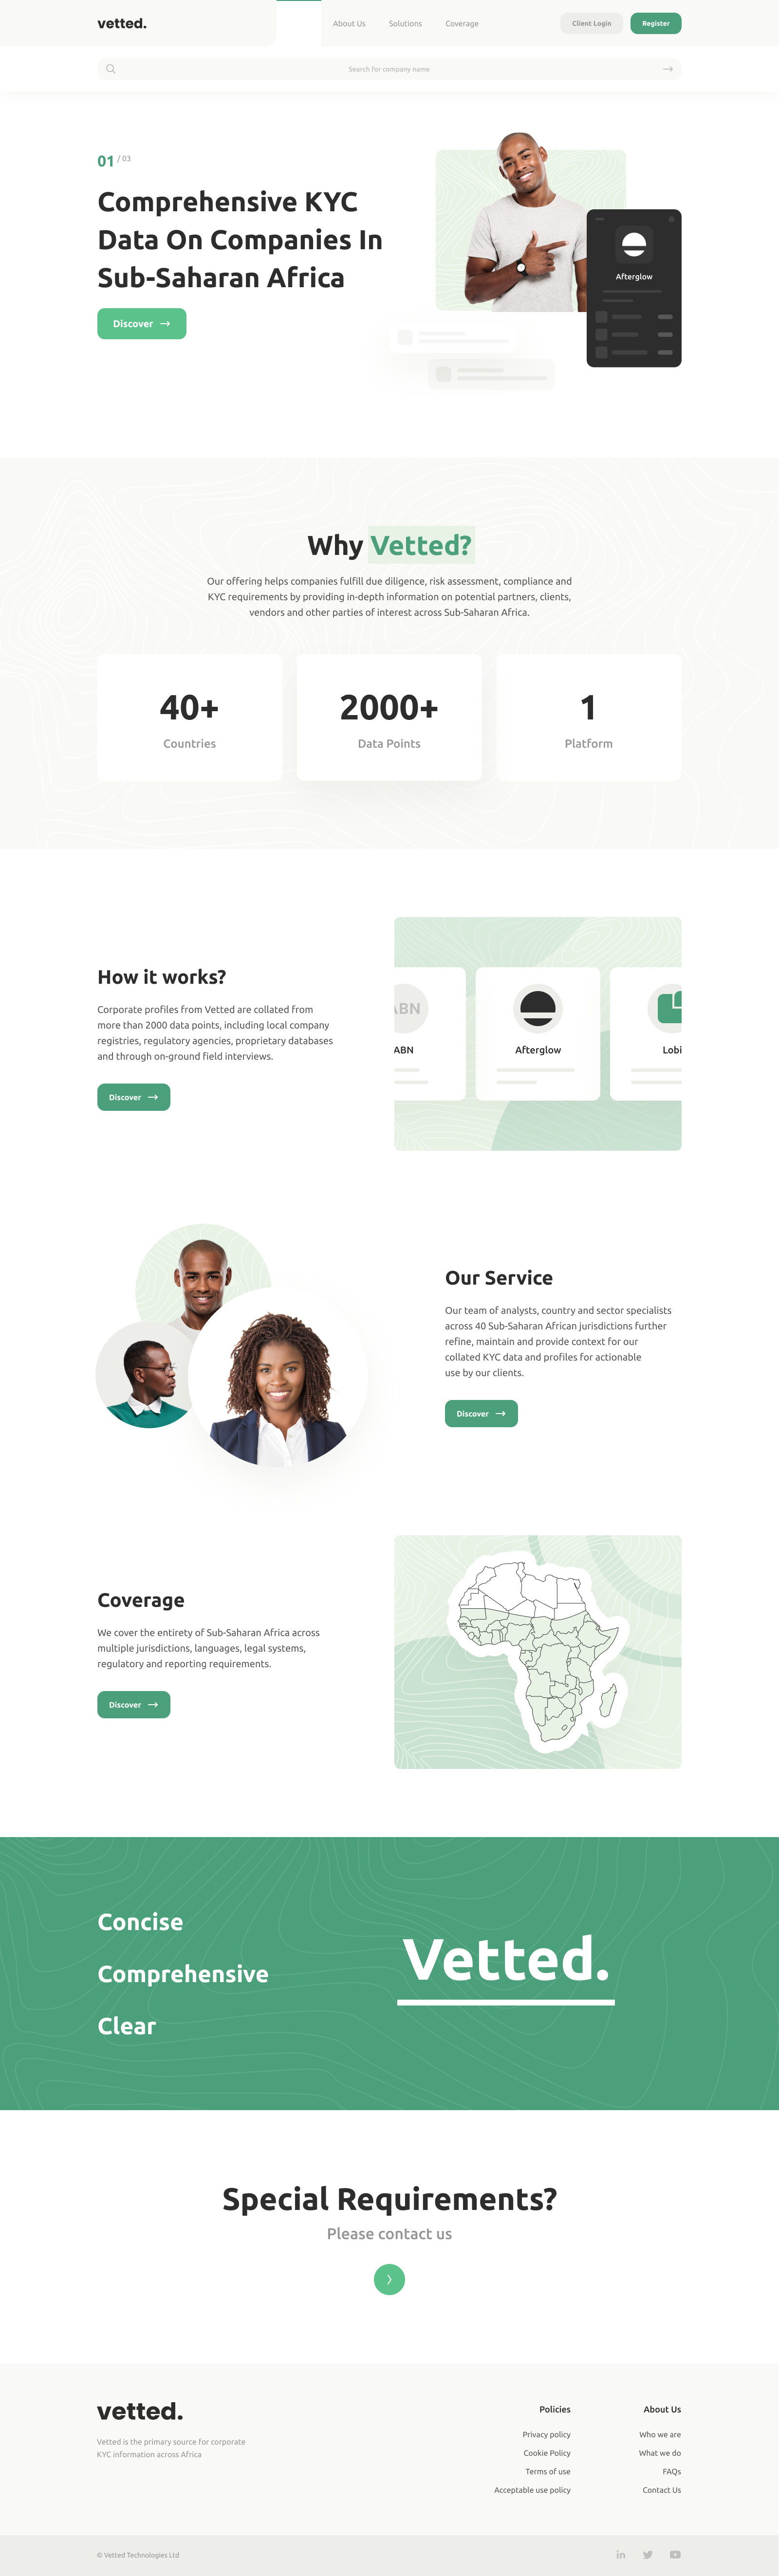 vetted.
About Us
Solutions
Coverage
Client Login
Register
Search for company name
01 / 03
Comprehensive KYC
Data On Companies In
Sub-Saharan Africa
Discover
Afterglow
Why Vetted?
Our offering helps companies fulfill due diligence, risk assessment, compliance and
KYC requirements by providing in-depth information on potential partners, clients,
vendors and other parties of interest across Sub-Saharan Africa.
40+
Countries
2000+
Data Points
1
Platform
How it works?
Corporate profiles from Vetted are collated from
more than 2000 data points, including local company
registries, regulatory agencies, proprietary databases
and through on-ground field interviews.
Discover
ABN
ABN
Afterglow
Lobi
Our Service
Our team of analysts, country and sector specialists
across 40 Sub-Saharan African jurisdictions further
refine, maintain and provide context for our
collated KYC data and profiles for actionable
use by our clients.
Discover
Coverage
We cover the entirety of Sub-Saharan Africa across
multiple jurisdictions, languages, legal systems,
regulatory and reporting requirements.
Discover
Concise
Comprehensive
Clear
Vetted.
Special Requirements?
Please contact us
vetted.
Vetted is the primary source for corporate
KYC information across Africa
Policies
Privacy policy
Cookie Policy
Terms of use
Acceptable use policy
About Us
Who we are
What we do
FAQs
Contact Us
© Vetted Technologies Ltd
in